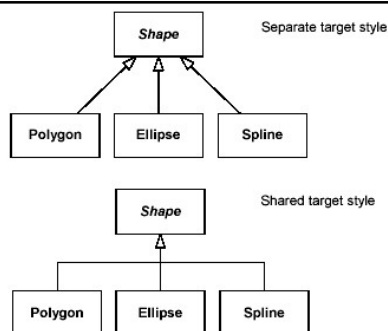 Shape
Separate target style
Polygon
Ellipse
Spline
Shape
Shared target style
Polygon
Ellipse
Spline